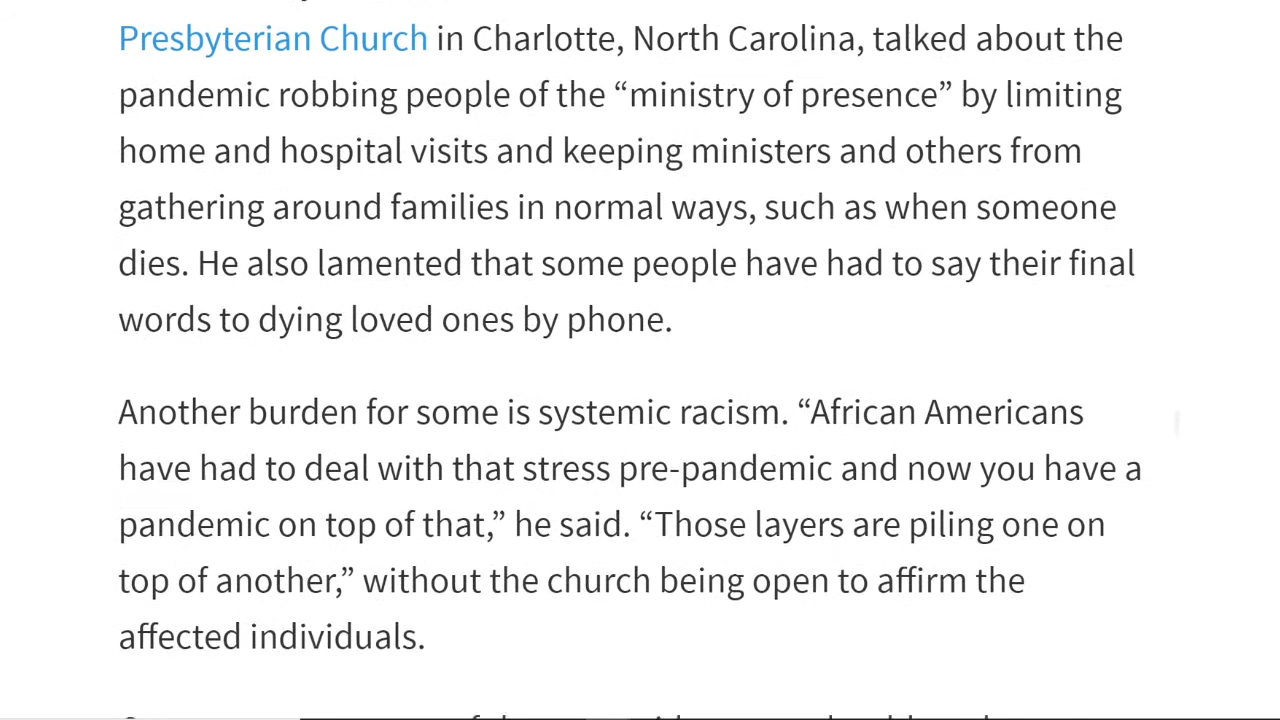 Presbyterian Church in Charlotte, North Carolina, talked about the
pandemic robbing people of the “ministry of presence” by limiting
home and hospital visits and keeping ministers and others from
gathering around families in normal ways, such as when someone
dies. He also lamented that some people have had to say their final
words to dying loved ones by phone.
Another burden for some is systemic racism. “African Americans
have had to deal with that stress pre-pandemic and now you have a
pandemic on top of that,” he said. “Those layers are piling one on
top of another,” without the church being open to affirm the
affected individuals.